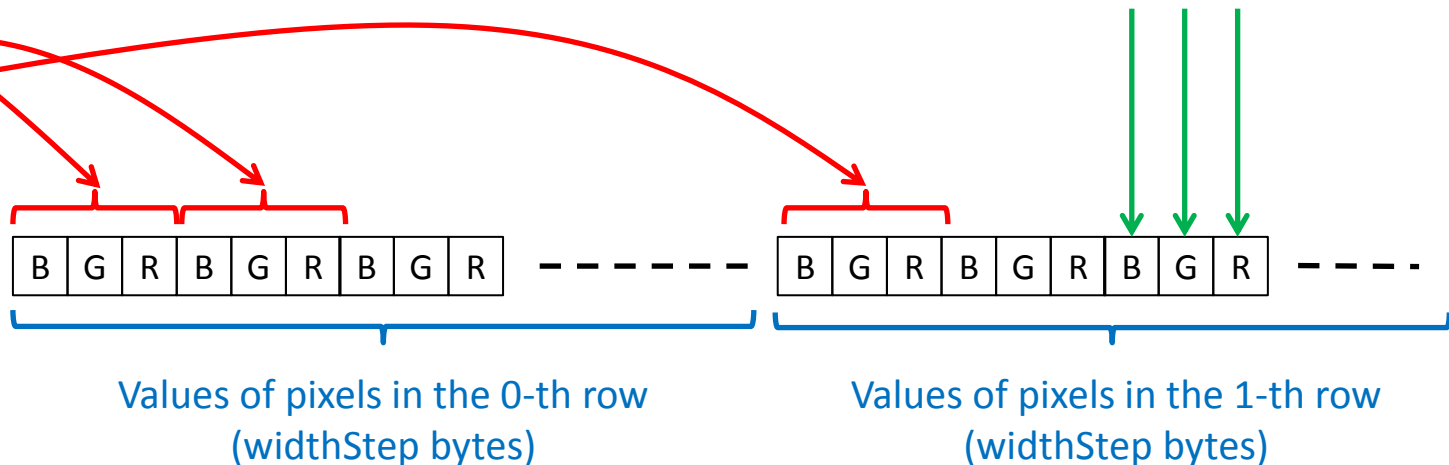 B G R B G R B G R B G R B G R B G R
Values of pixels in the 0-th row
(widthStep bytes)
Values of pixels in the 1-th row
(widthStep bytes)